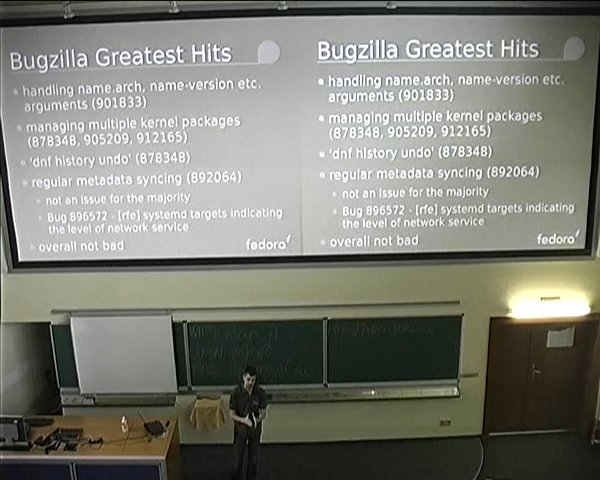 Bugzilla Greatest Hits
handling name.arch, name-version etc.
arguments (901833)
managing multiple kernel packages
(878348, 905209, 912165)
'dnf history undo' (878348)
regular metadata syncing (892064)
not an issue for the majority
Bug 896572 - [rfe] systemd targets indicating
the level of network service
overall not bad
fedora
Bugzilla Greatest Hits
handling name.arch, name-version etc.
arguments (901833)
managing multiple kernel packages
(878348, 905209, 912165)
'dnf history undo' (878348)
regular metadata syncing (892064)
not an issue for the majority
Bug 896572 - [rfe] systemd targets indicating
the level of network service
overall not bad
fedora